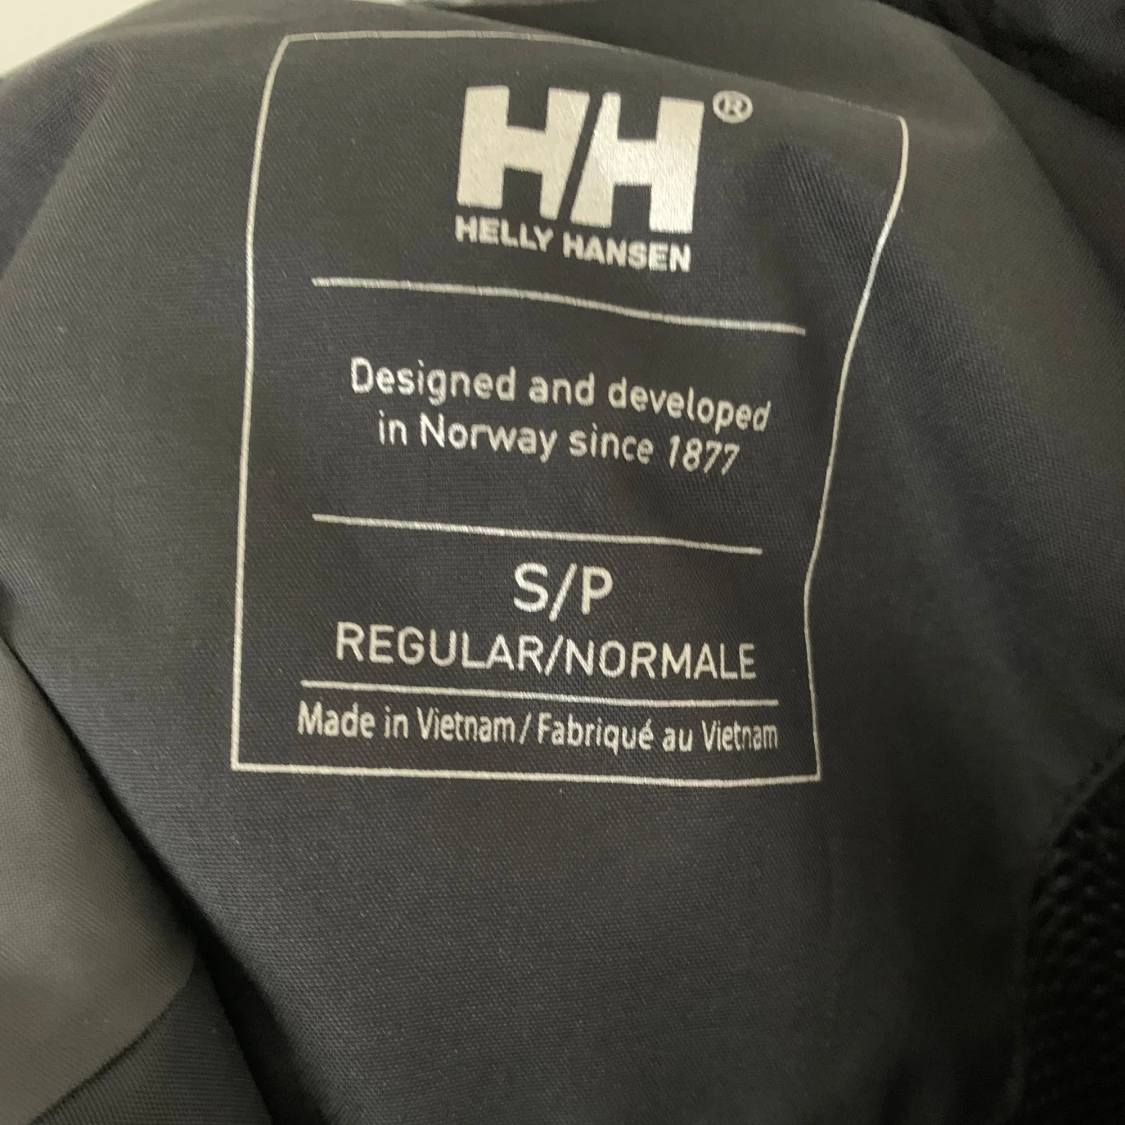 HH®
HELLY HANSEN
Designed and developed
in Norway since 1877
S/P
REGULAR/NORMALE
Made in Vietnam/Fabriqué au Vietnam